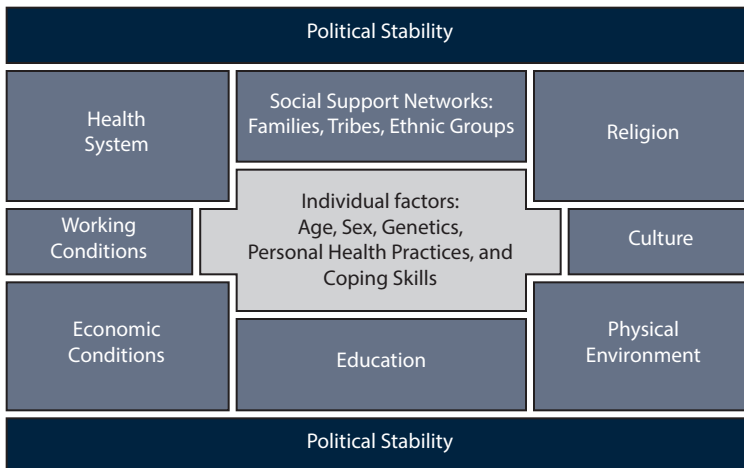 Political Stability
Health
System
Social Support Networks:
Families, Tribes, Ethnic Groups
Religion
Individual factors:
Age, Sex, Genetics,
Personal Health Practices, and
Coping Skills
Working
Conditions
Culture
Economic
Conditions
Education
Physical
Environment
Political Stability